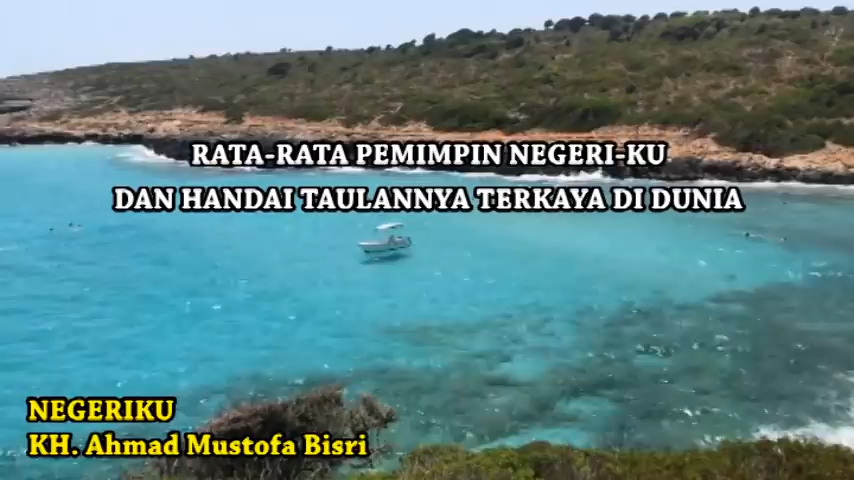 RATA-RATA PEMIMPIN NEGERI-KU
DAN HANDAI TAULANNYA TERKAYA DI DUNIA
NEGERIKU
KH. Ahmad Mustofa Bisri